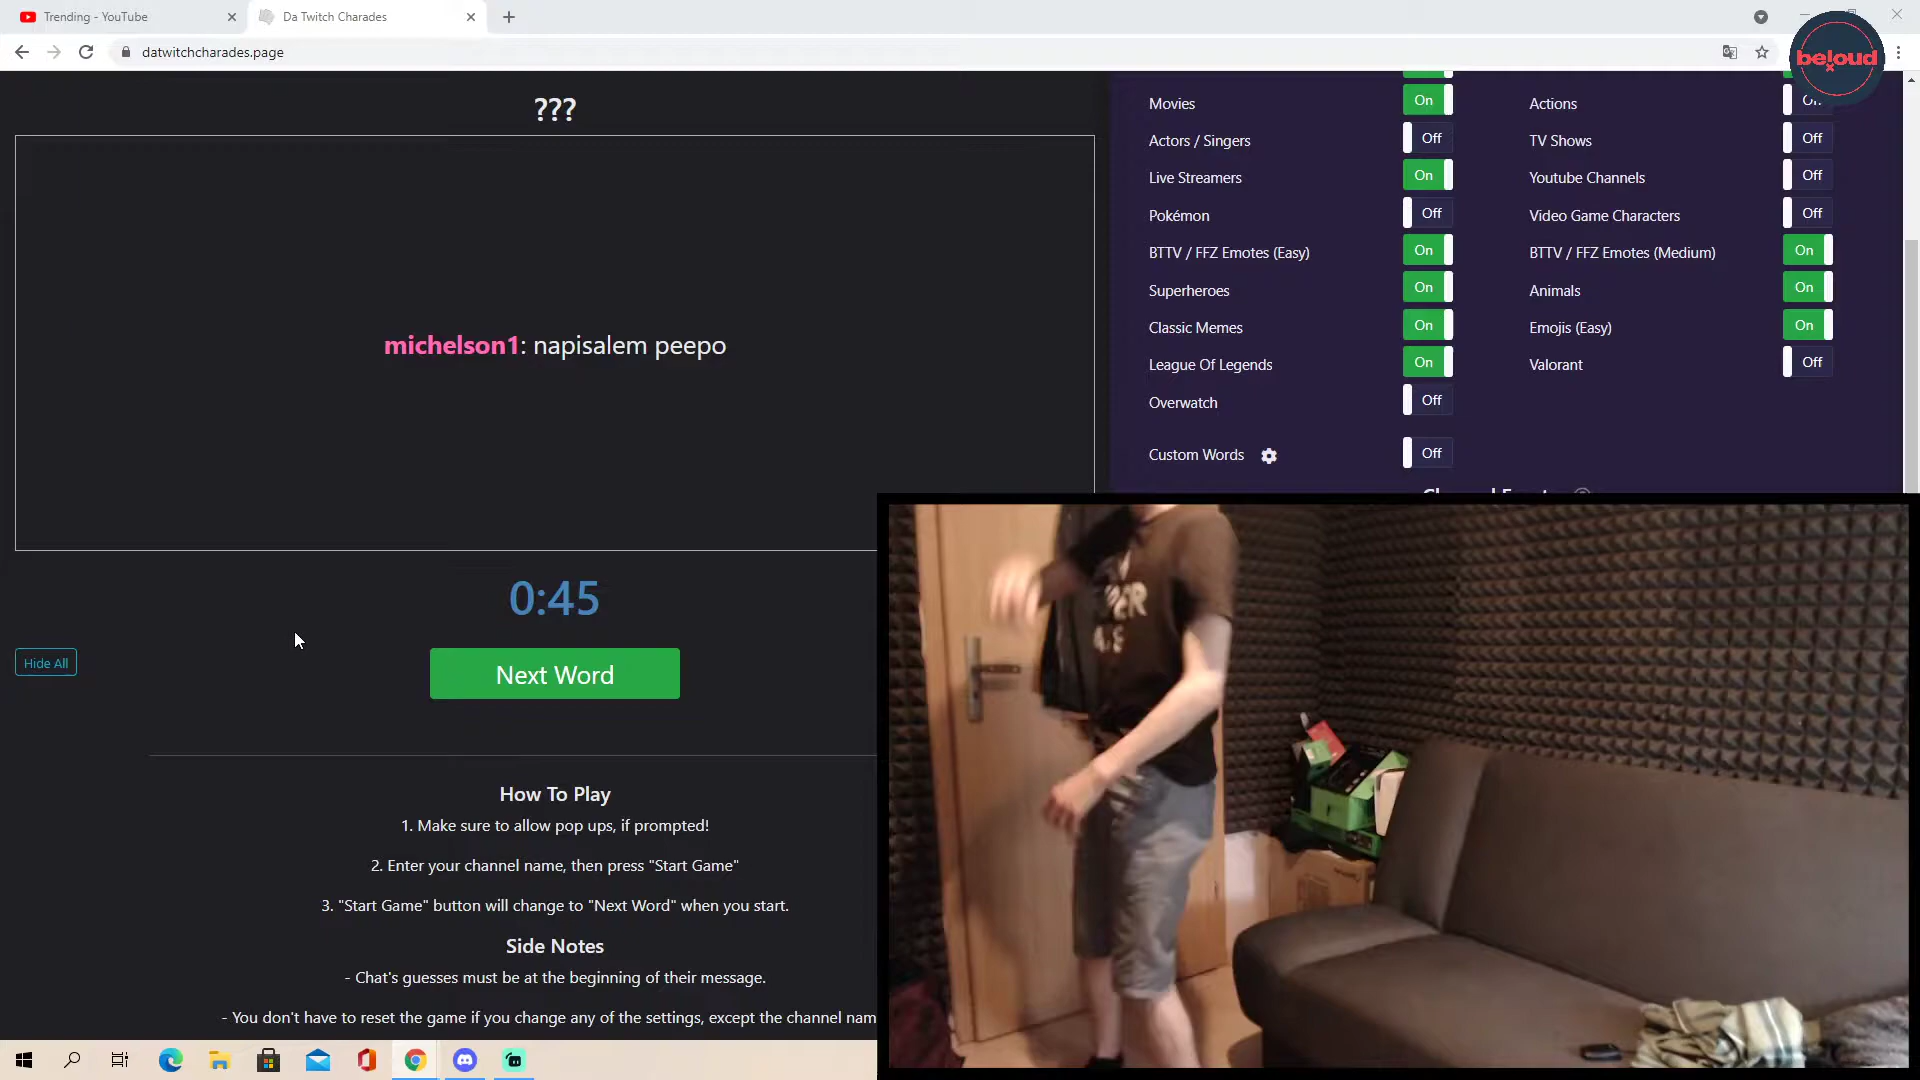 Trending - YouTube
Da Twitch Charades
datwitchcharades.page
beloud
???
michelson1: napisalem peepo
0:45
Hide All
Next Word
How To Play
1. Make sure to allow pop ups, if prompted!
2. Enter your channel name, then press "Start Game"
3. "Start Game" button will change to "Next Word" when you start.
Side Notes
- Chat's guesses must be at the beginning of their message.
- You don't have to reset the game if you change any of the settings, except the channel nam
Movies On Actions
Actors / Singers Off TV Shows Off
Live Streamers On Youtube Channels Off
Pokémon Off Video Game Characters Off
BTTV / FFZ Emotes (Easy) On BTTV / FFZ Emotes (Medium) On
Superheroes On Animals On
Classic Memes On Emojis (Easy) On
League Of Legends On Valorant Off
Overwatch Off
Custom Words Off